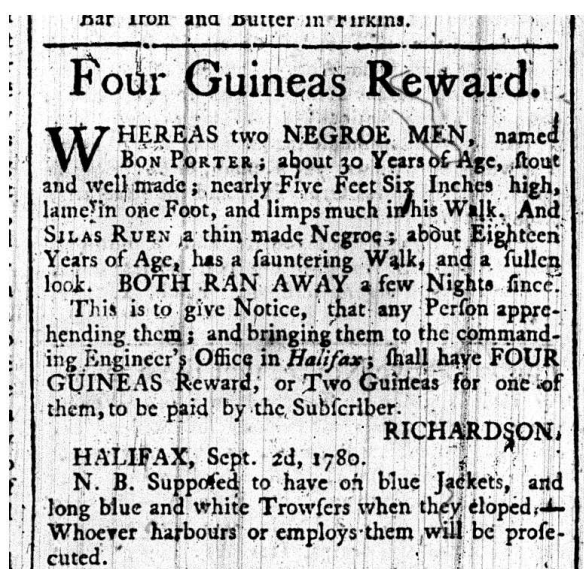 Bar Iron and Butter in Firkins.
Four Guineas Reward.
WHEREAS two NEGROE MEN, named
BON PORTER; about 30 Years of Age, ſtout
and well made; nearly Five Feet Six Inches high,
lame in one Foot, and limps much in his Walk. And
SILAS RUEN a thin made Negroe; about Eighteen
Years of Age, has a ſauntering Walk, and a ſullen
look. BOTH RAN AWAY a few Nights ſince.
This is to give Notice, that any Perſon appre-
hending them; and bringing them to the command-
ing Engineer's Office in Halifax; ſhall have FOUR
GUINEAS Reward, or Two Guineas for one of
them, to be paid by the Subſcriber.
RICHARDSON.
HALIFAX, Sept. 2d, 1780.
N. B. Suppoſed to have on blue Jackets, and
long blue and white Trowſers when they eloped,—
Whoever harbours or employs them will be proſe-
cuted.